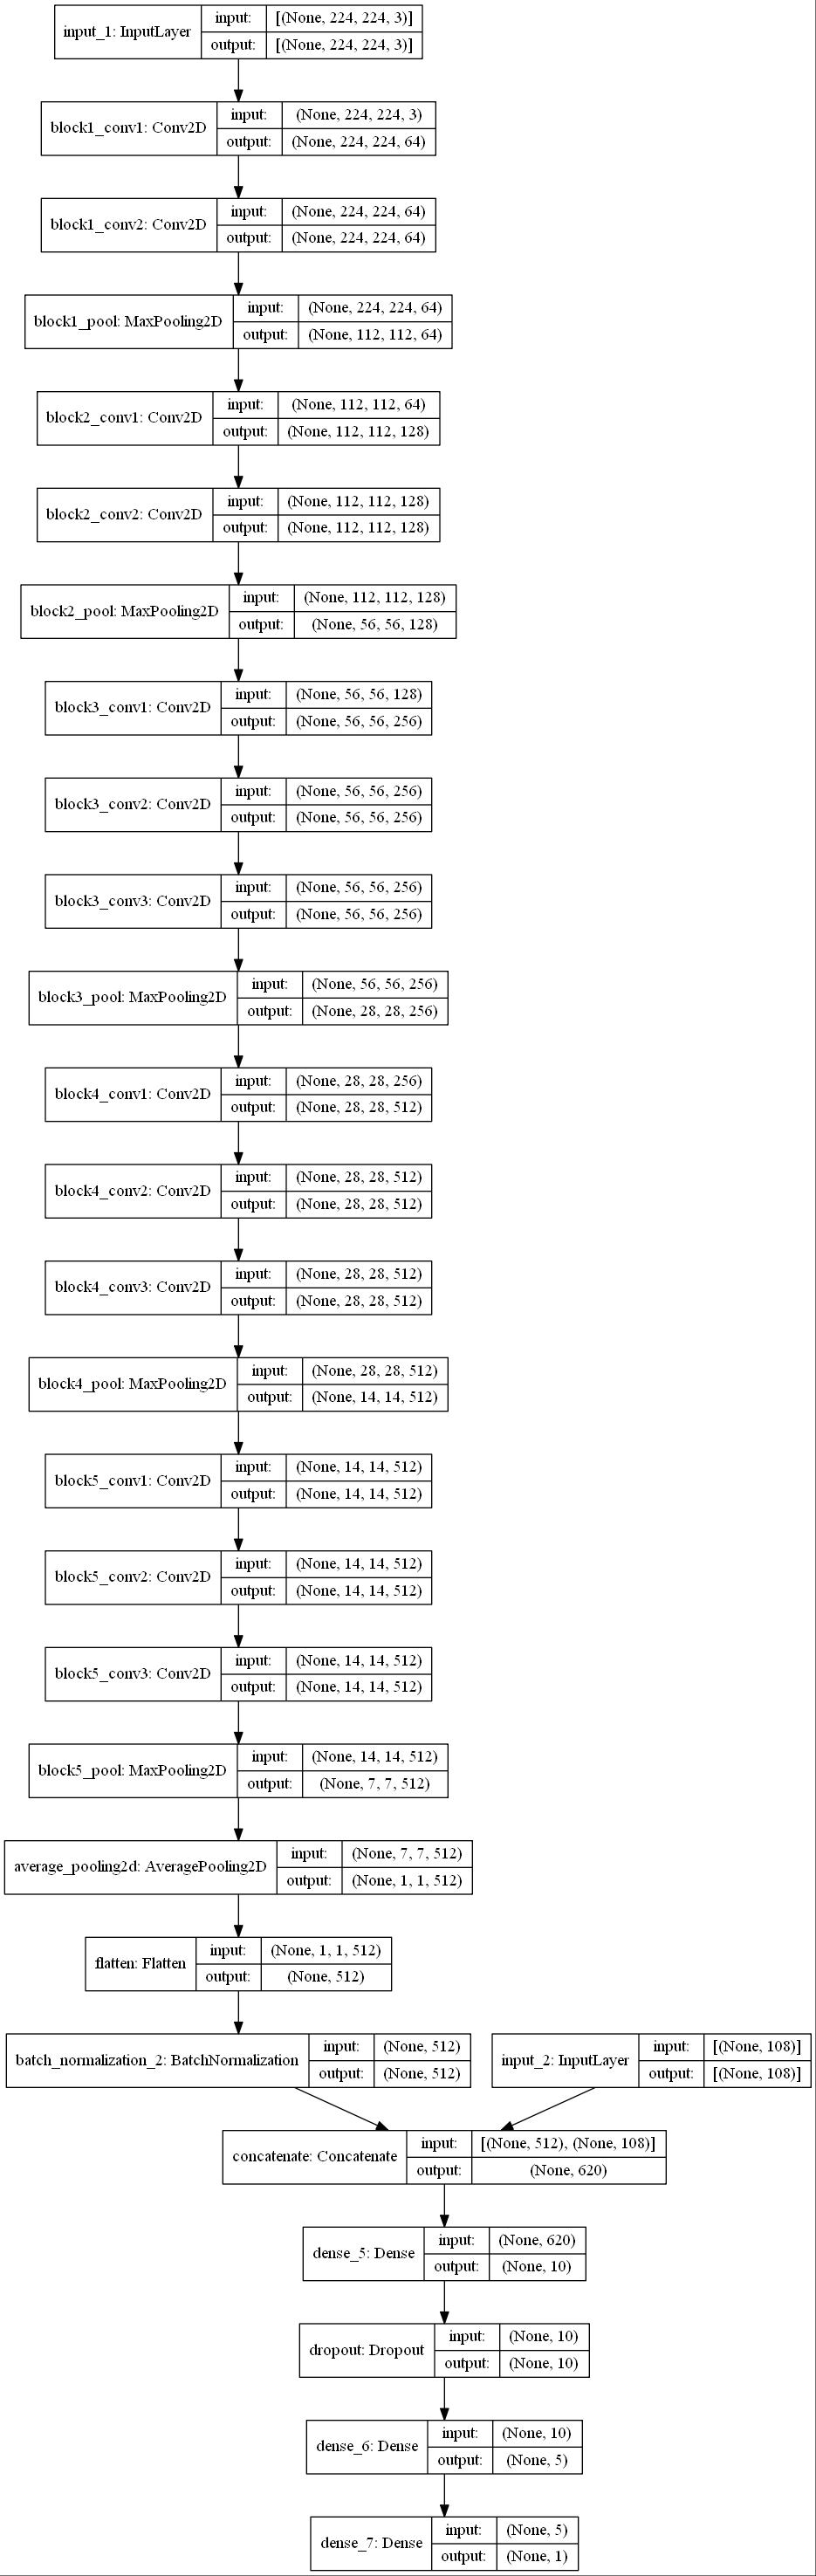 input_1: InputLayer
input: [(None, 224, 224, 3)]
output: [(None, 224, 224, 3)]
block1_conv1: Conv2D
input: (None, 224, 224, 3)
output: (None, 224, 224, 64)
block1_conv2: Conv2D
input: (None, 224, 224, 64)
output: (None, 224, 224, 64)
block1_pool: MaxPooling2D
input: (None, 224, 224, 64)
output: (None, 112, 112, 64)
block2_conv1: Conv2D
input: (None, 112, 112, 64)
output: (None, 112, 112, 128)
block2_conv2: Conv2D
input: (None, 112, 112, 128)
output: (None, 112, 112, 128)
block2_pool: MaxPooling2D
input: (None, 112, 112, 128)
output: (None, 56, 56, 128)
block3_conv1: Conv2D
input: (None, 56, 56, 128)
output: (None, 56, 56, 256)
block3_conv2: Conv2D
input: (None, 56, 56, 256)
output: (None, 56, 56, 256)
block3_conv3: Conv2D
input: (None, 56, 56, 256)
output: (None, 56, 56, 256)
block3_pool: MaxPooling2D
input: (None, 56, 56, 256)
output: (None, 28, 28, 256)
block4_conv1: Conv2D
input: (None, 28, 28, 256)
output: (None, 28, 28, 512)
block4_conv2: Conv2D
input: (None, 28, 28, 512)
output: (None, 28, 28, 512)
block4_conv3: Conv2D
input: (None, 28, 28, 512)
output: (None, 28, 28, 512)
block4_pool: MaxPooling2D
input: (None, 28, 28, 512)
output: (None, 14, 14, 512)
block5_conv1: Conv2D
input: (None, 14, 14, 512)
output: (None, 14, 14, 512)
block5_conv2: Conv2D
input: (None, 14, 14, 512)
output: (None, 14, 14, 512)
block5_conv3: Conv2D
input: (None, 14, 14, 512)
output: (None, 14, 14, 512)
block5_pool: MaxPooling2D
input: (None, 14, 14, 512)
output: (None, 7, 7, 512)
average_pooling2d: AveragePooling2D
input: (None, 7, 7, 512)
output: (None, 1, 1, 512)
flatten: Flatten
input: (None, 1, 1, 512)
output: (None, 512)
batch_normalization_2: BatchNormalization
input: (None, 512)
output: (None, 512)
input_2: InputLayer
input: [(None, 108)]
output: [(None, 108)]
concatenate: Concatenate
input: [(None, 512), (None, 108)]
output: (None, 620)
dense_5: Dense
input: (None, 620)
output: (None, 10)
dropout: Dropout
input: (None, 10)
output: (None, 10)
dense_6: Dense
input: (None, 10)
output: (None, 5)
dense_7: Dense
input: (None, 5)
output: (None, 1)